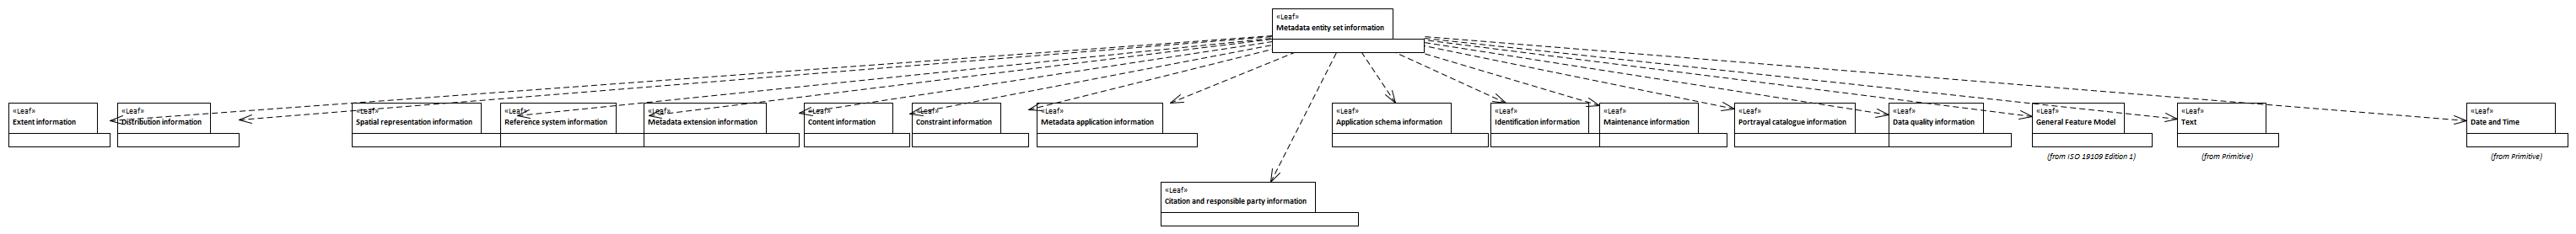 «Leaf»
Metadata entity set information
«Leaf»
Extent information
«Leaf»
Distribution information
«Leaf»
Spatial representation information
«Leaf»
Reference system information
«Leaf»
Metadata extension information
«Leaf»
Content information
«Leaf»
Constraint information
«Leaf»
Metadata application information
«Leaf»
Application schema information
«Leaf»
Identification information
«Leaf»
Maintenance information
«Leaf»
Portrayal catalogue information
«Leaf»
Data quality information
«Leaf»
General Feature Model
(from ISO 19109 Edition 1)
«Leaf»
Text
(from Primitive)
«Leaf»
Date and Time
(from Primitive)
«Leaf»
Citation and responsible party information